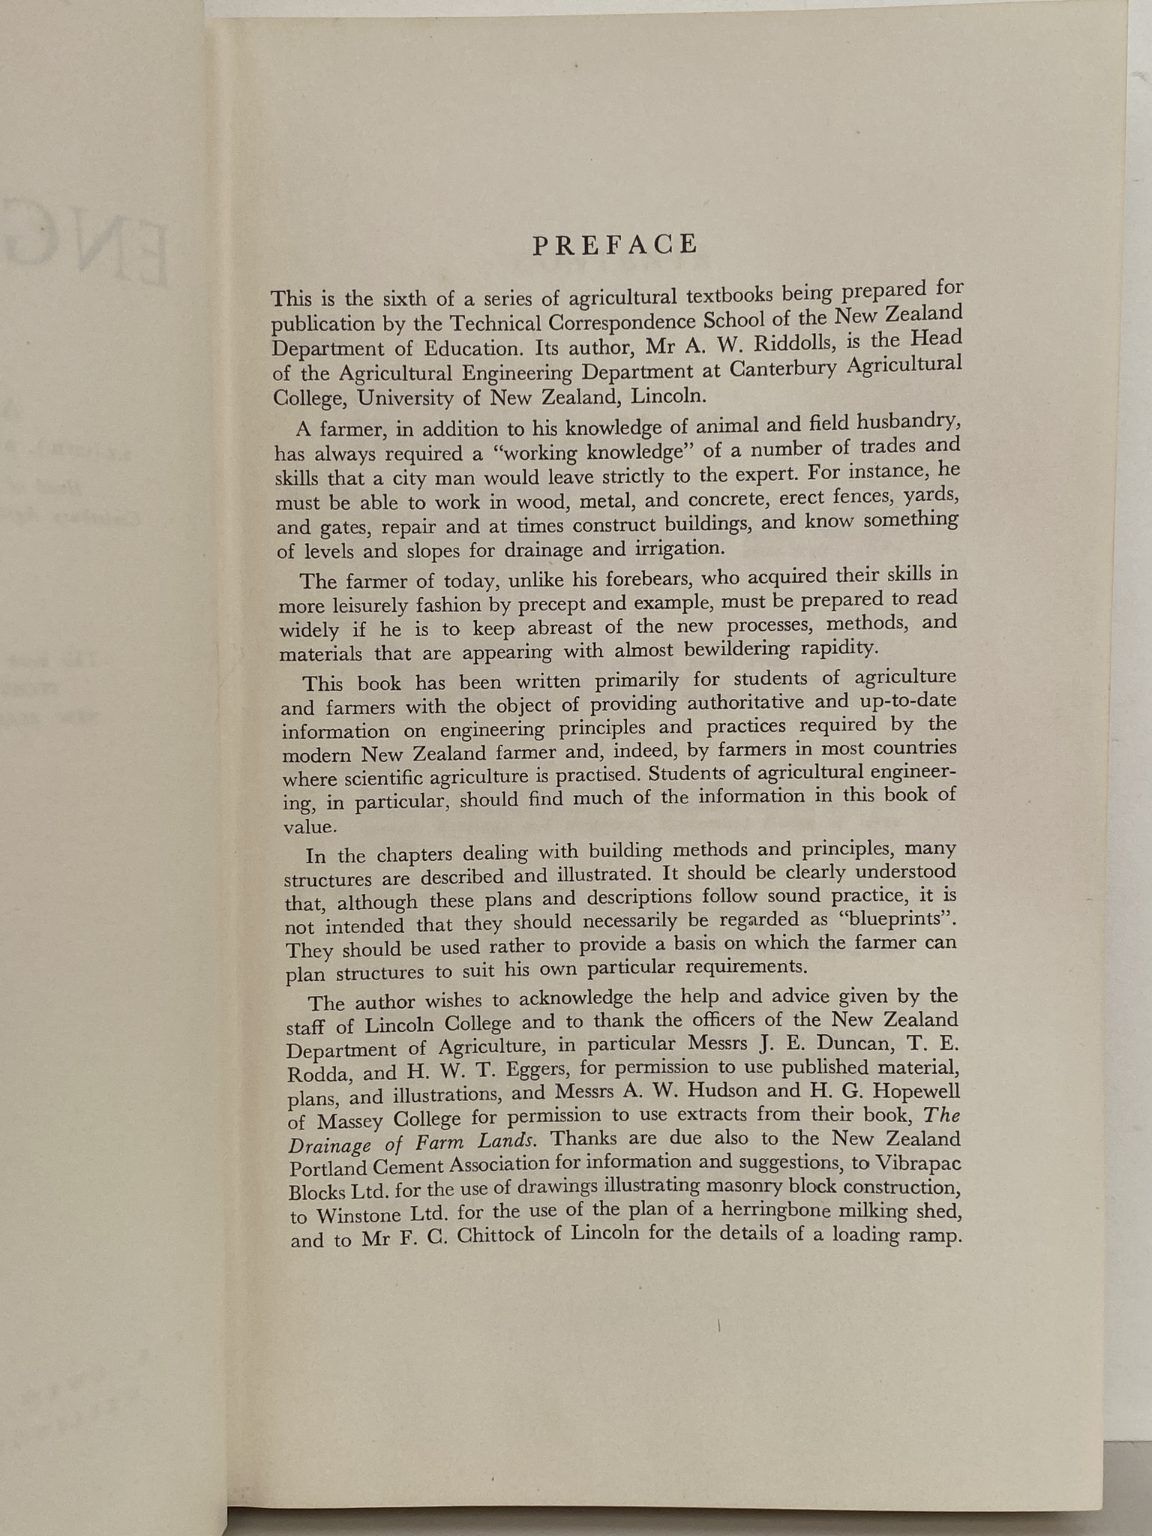 PREFACE
This is the sixth of a series of agricultural textbooks being prepared for
publication by the Technical Correspondence School of the New Zealand
Department of Education. Its author, Mr A. W. Riddolls, is the Head
of the Agricultural Engineering Department at Canterbury Agricultural
College, University of New Zealand, Lincoln.
A farmer, in addition to his knowledge of animal and field husbandry,
has always required a “working knowledge” of a number of trades and
skills that a city man would leave strictly to the expert. For instance, he
must be able to work in wood, metal, and concrete, erect fences, yards,
and gates, repair and at times construct buildings, and know something
of levels and slopes for drainage and irrigation.
The farmer of today, unlike his forebears, who acquired their skills in
more leisurely fashion by precept and example, must be prepared to read
widely if he is to keep abreast of the new processes, methods, and
materials that are appearing with almost bewildering rapidity.
This book has been written primarily for students of agriculture
and farmers with the object of providing authoritative and up-to-date
information on engineering principles and practices required by the
modern New Zealand farmer and, indeed, by farmers in most countries
where scientific agriculture is practised. Students of agricultural engineer-
ing, in particular, should find much of the information in this book of
value.
In the chapters dealing with building methods and principles, many
structures are described and illustrated. It should be clearly understood
that, although these plans and descriptions follow sound practice, it is
not intended that they should necessarily be regarded as “blueprints”.
They should be used rather to provide a basis on which the farmer can
plan structures to suit his own particular requirements.
The author wishes to acknowledge the help and advice given by the
staff of Lincoln College and to thank the officers of the New Zealand
Department of Agriculture, in particular Messrs J. E. Duncan, T. E.
Rodda, and H. W. T. Eggers, for permission to use published material,
plans, and illustrations, and Messrs A. W. Hudson and H. G. Hopewell
of Massey College for permission to use extracts from their book, The
Drainage of Farm Lands. Thanks are due also to the New Zealand
Portland Cement Association for information and suggestions, to Vibrapac
Blocks Ltd. for the use of drawings illustrating masonry block construction,
to Winstone Ltd. for the use of the plan of a herringbone milking shed,
and to Mr F. C. Chittock of Lincoln for the details of a loading ramp.